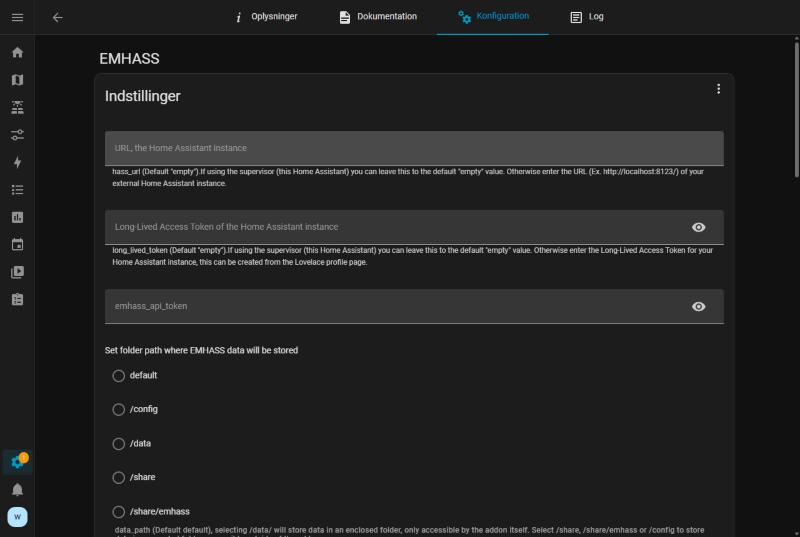 Oplysninger
Dokumentation
Konfiguration
Log
EMHASS
Indstillinger
URL, the Home Assistant instance
hass_url (Default "empty").If using the supervisor (this Home Assistant) you can leave this to the default "empty" value. Otherwise enter the URL (Ex. http://localhost:8123/) of your
external Home Assistant instance.
Long-Lived Access Token of the Home Assistant instance
long_lived_token (Default "empty").If using the supervisor (this Home Assistant) you can leave this to the default "empty" value. Otherwise enter the Long-Lived Access Token for your
Home Assistant instance, this can be created from the Lovelace profile page.
emhass_api_token
Set folder path where EMHASS data will be stored
default
/config
/data
/share
/share/emhass
1
W
data_path (Default default), selecting /data/ will store data in an enclosed folder, only accessible by the addon itself. Select /share, /share/emhass or /config to store